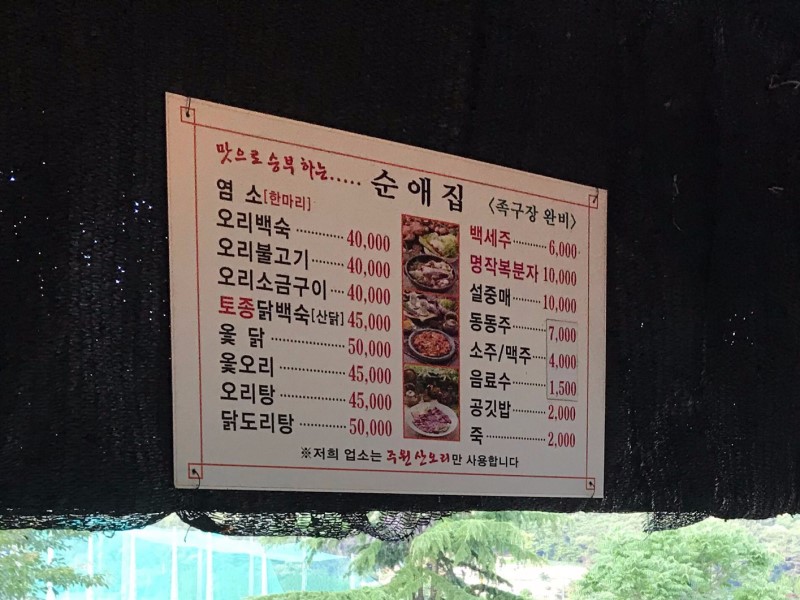 맛으로 승부하는..... 순애집 <족구장 완비>
염 소[한마리]
오리백숙 ............ 40,000
오리불고기 ....... 40,000
오리소금구이 .... 40,000
토종닭백숙[산닭] 45,000
옻 닭 .................. 50,000
옻오리 ................ 45,000
오리탕 ................ 45,000
닭도리탕 ............ 50,000
백세주 ........... 6,000
명작복분자 10,000
설중매 .......... 10,000
동동주 .......... 7,000
소주/맥주 .... 4,000
음료수 .......... 1,500
공깃밥 .......... 2,000
죽 .................. 2,000
※저희 업소는 주원산오리만 사용합니다